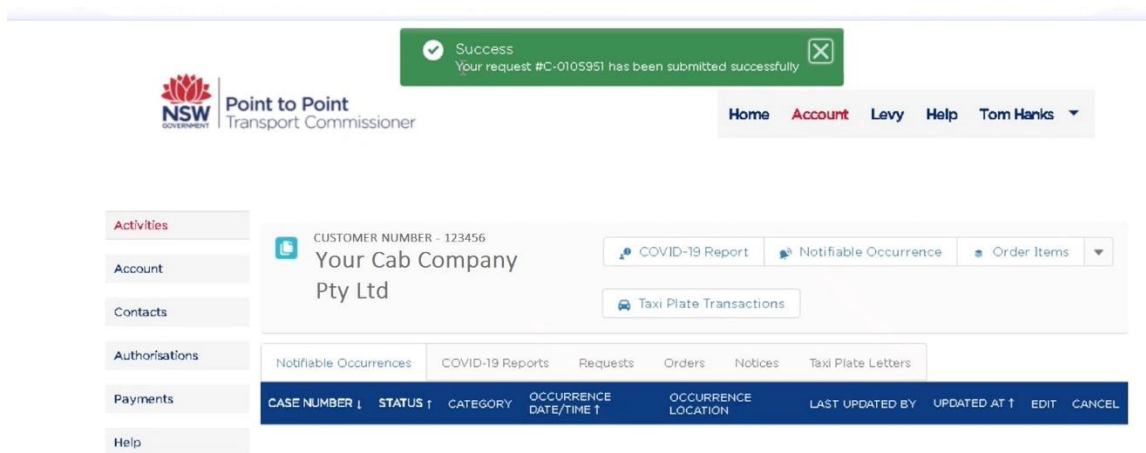 Success
Your request #C-0105951 has been submitted successfully
NSW
GOVERNMENT
Point to Point
Transport Commissioner
Home Account Levy Help Tom Hanks
Activities
Account
Contacts
Authorisations
Payments
Help
CUSTOMER NUMBER - 123456
Your Cab Company
Pty Ltd
COVID-19 Report Notifiable Occurrence Order Items
Taxi Plate Transactions
Notifiable Occurrences COVID-19 Reports Requests Orders Notices Taxi Plate Letters
CASE NUMBER ↓ STATUS ↑ CATEGORY OCCURRENCE DATE/TIME ↑ OCCURRENCE LOCATION LAST UPDATED BY UPDATED AT ↑ EDIT CANCEL